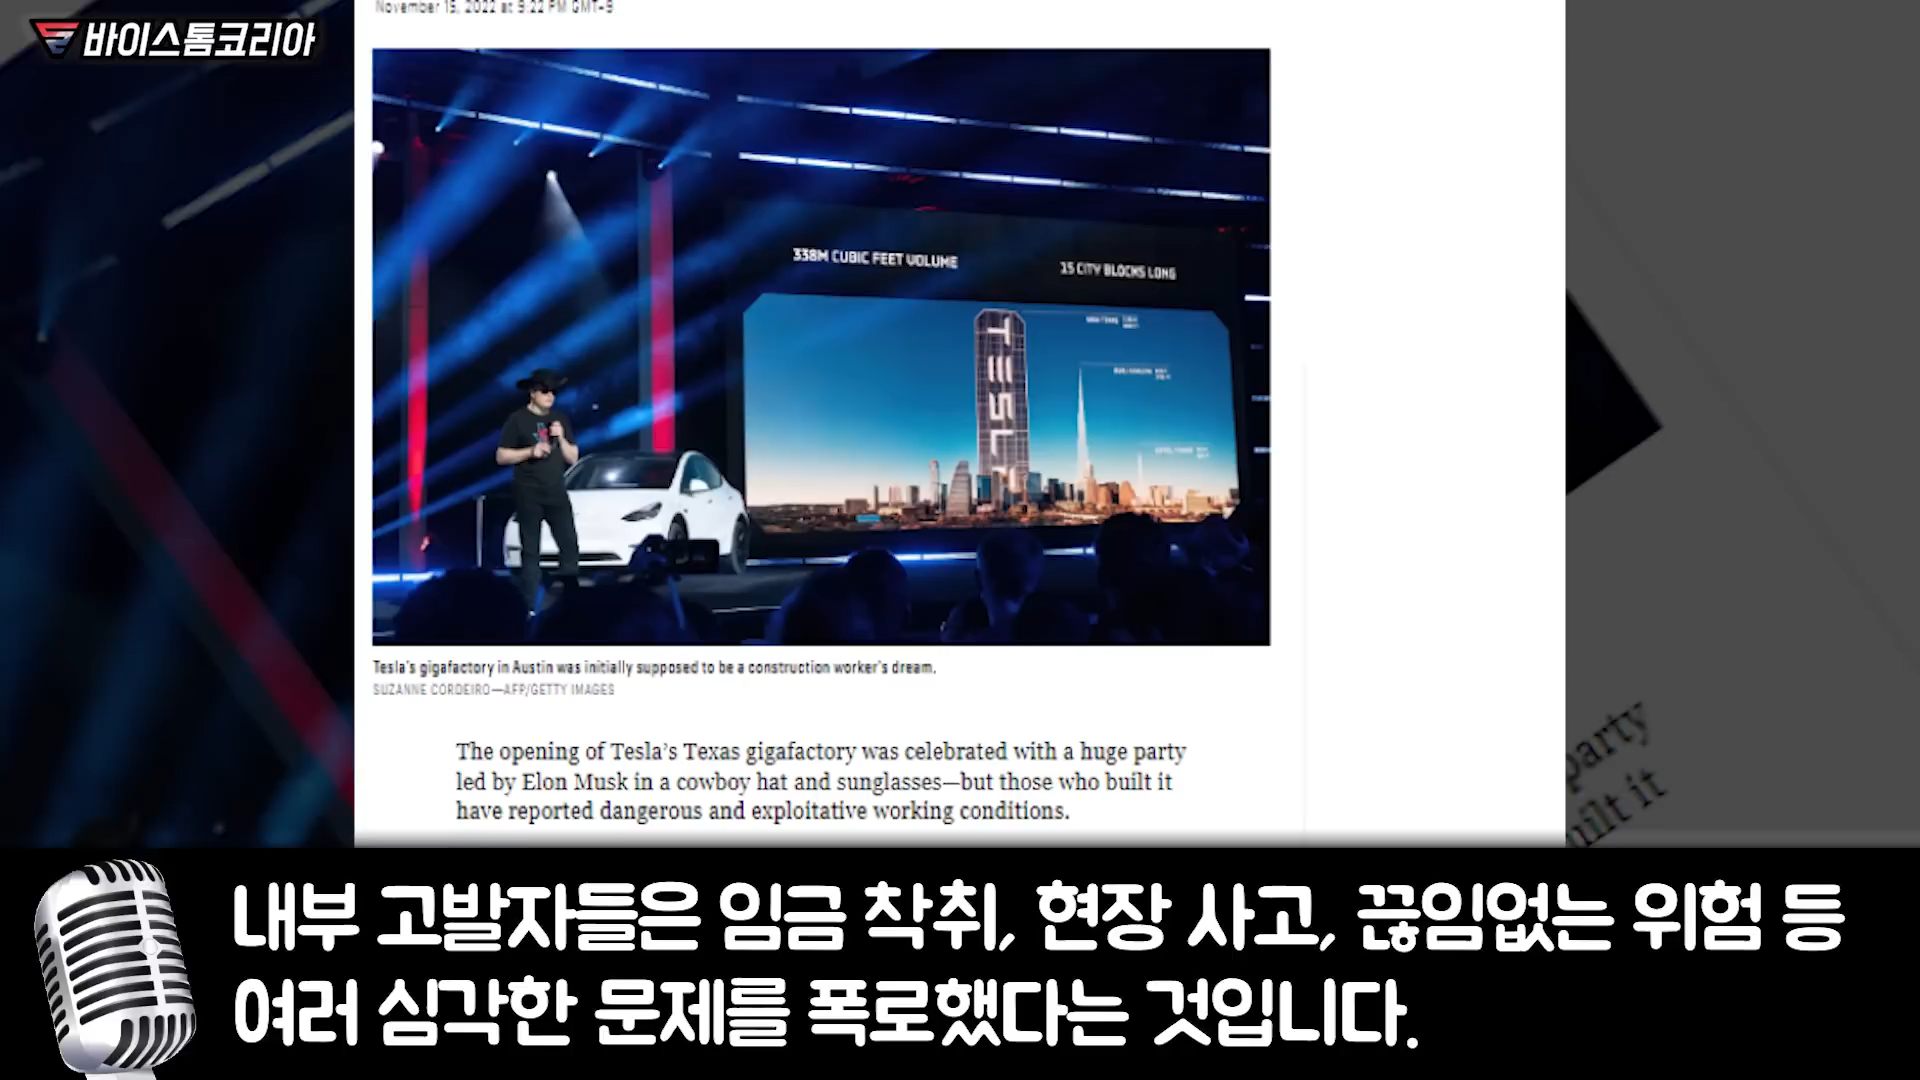 November 15, 2022 at 9:22 PM GMT-9
바이스톰코리아
338M CUBIC FEET VOLUME
15 CITY BLOCKS LONG
TESLA
Tesla's gigafactory in Austin was initially supposed to be a construction worker's dream.
SUZANNE CORDEIRO—AFP/GETTY IMAGES
The opening of Tesla's Texas gigafactory was celebrated with a huge party
led by Elon Musk in a cowboy hat and sunglasses—but those who built it
have reported dangerous and exploitative working conditions.
party
built it
내부 고발자들은 임금 착취, 현장 사고, 끊임없는 위험 등
여러 심각한 문제를 폭로했다는 것입니다.